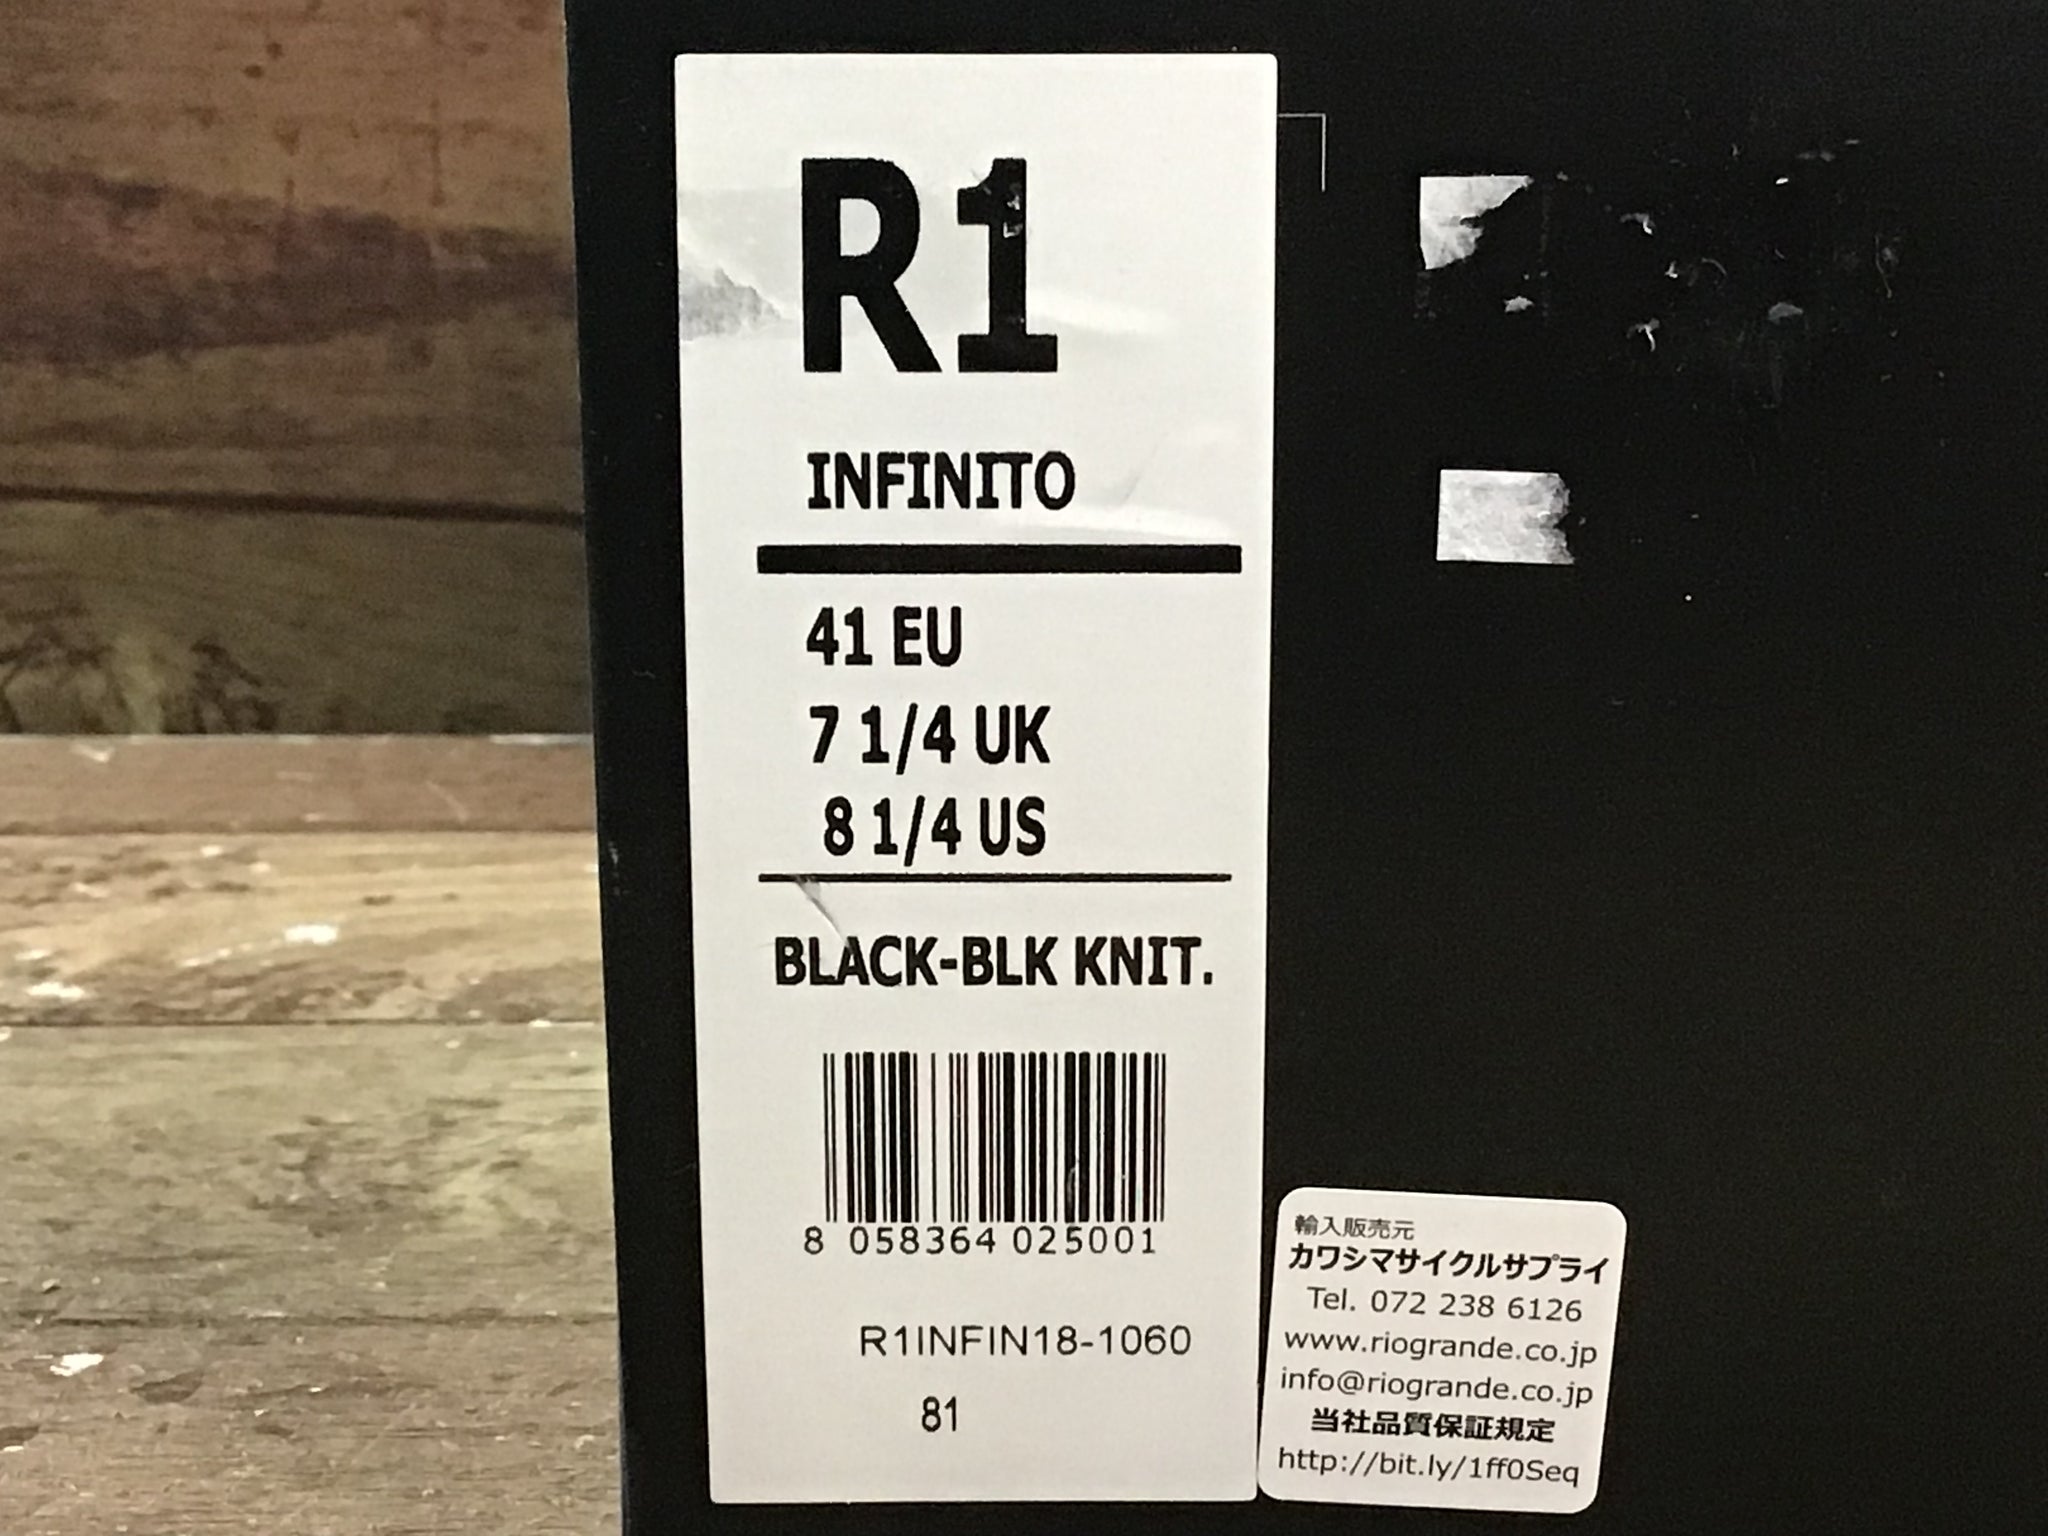 R1
INFINITO
41 EU
7 1/4 UK
8 1/4 US
BLACK-BLK KNIT.
8 058364 025001
R1INFIN18-1060
81
輸入販売元
カワシマサイクルサプライ
Tel. 072 238 6126
www.riogrande.co.jp
info@riogrande.co.jp
当社品質保証規定
http://bit.ly/1ff0Seq